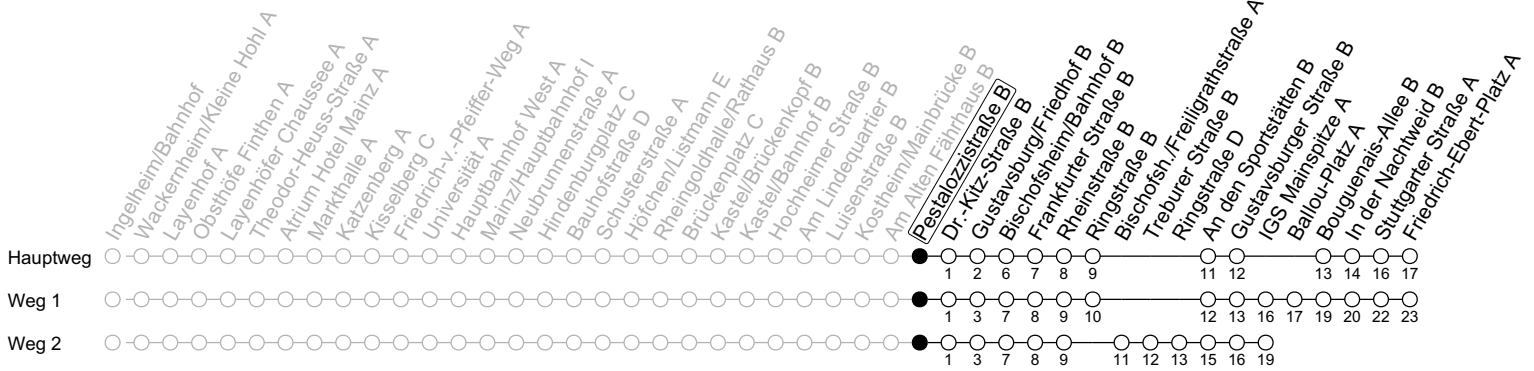 Ingelheim/Bahnhof
Wackernheim/Kleine Hohl A
Layenhof A
Obsthöfe Finthen A
Layenhöfer Chaussee A
Theodor-Heuss-Straße A
Atrium Hotel Mainz A
Markthalle A
Katzenberg A
Kisselberg C
Friedrich-v.-Pfeiffer-Weg A
Universität A
Hauptbahnhof West A
Mainz/Hauptbahnhof I
Neubrunnenstraße A
Hindenburgplatz C
Bauhofstraße D
Schusterstraße A
Höfchen/Listmann E
Rheingoldhalle/Rathaus B
Brückenplatz C
Kastel/Brückenkopf B
Kastel/Bahnhof B
Hochheimer Straße B
Am Lindequartier B
Luisenstraße B
Kostheim/Mainbrücke B
Am Alten Fährhaus B
Pestalozzistraße B
Dr.-Kitz-Straße B
Gustavsburg/Friedhof B
Bischofsheim/Bahnhof B
Frankfurter Straße B
Rheinstraße B
Ringstraße B
Bischofsh./Freiligrathstraße A
Treburer Straße B
Ringstraße D
An den Sportstätten B
Gustavsburger Straße B
IGS Mainspitze A
Ballou-Platz A
Bouguenais-Allee B
In der Nachtweid B
Stuttgarter Straße A
Friedrich-Ebert-Platz A
Hauptweg
1 2 6 7 8 9 11 12 13 14 16 17
Weg 1
1 3 7 8 9 10 12 13 16 17 19 20 22 23
Weg 2
1 3 7 8 9 11 12 13 15 16 19